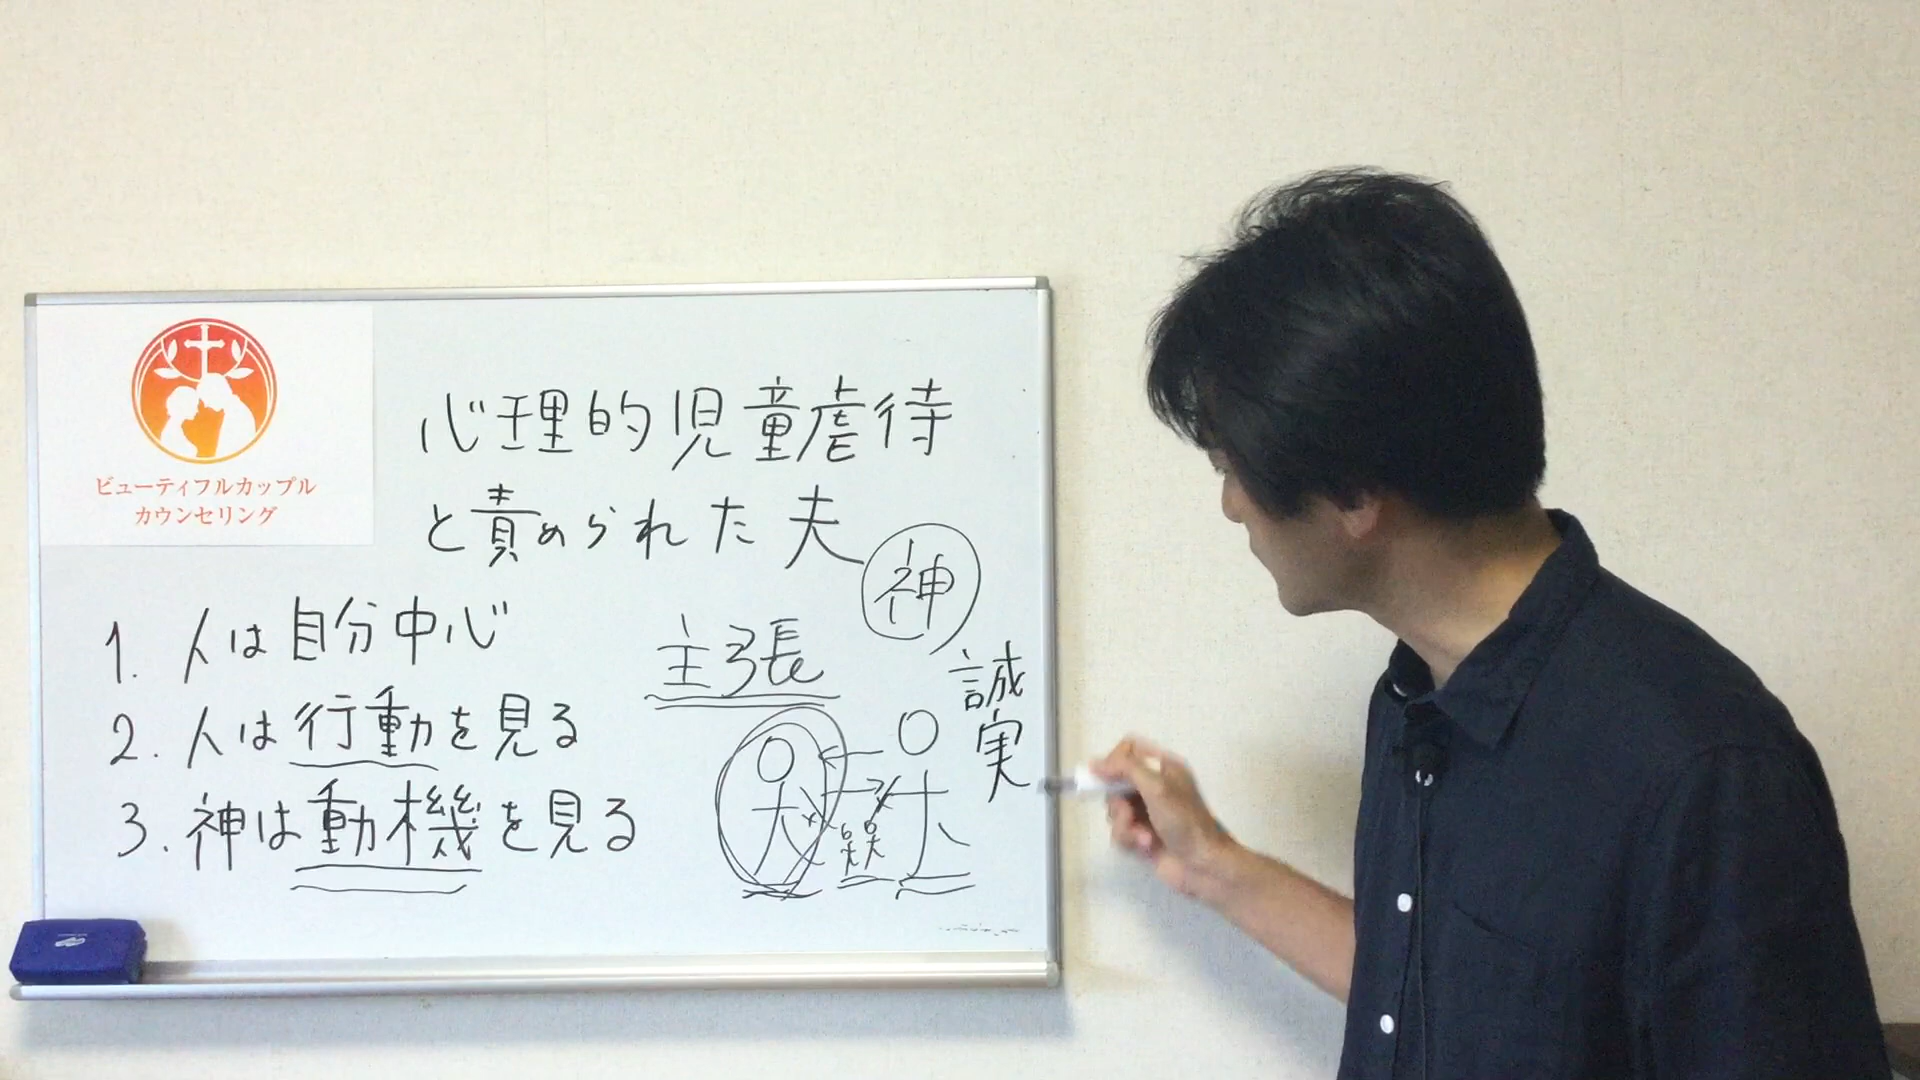 ビューティフルカップル
カウンセリング
心理的児童虐待
と責められた夫
神
1. 人は自分中心
2. 人は行動を見る
3. 神は動機を見る
主張
誠実